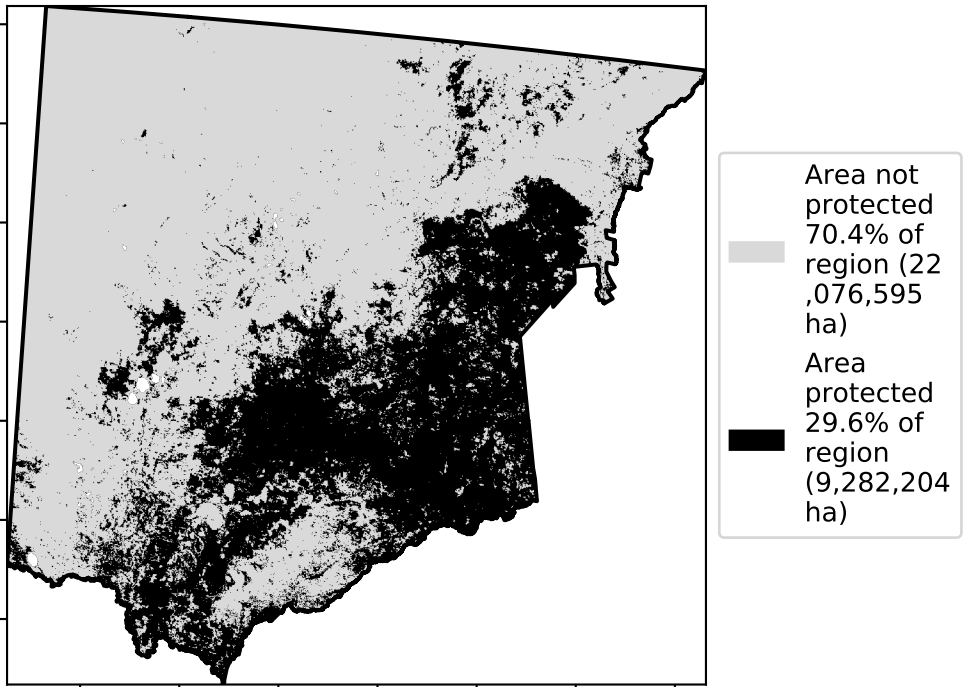 Area not
protected
70.4% of
region (22
,076,595
ha)
Area
protected
29.6% of
region
(9,282,204
ha)